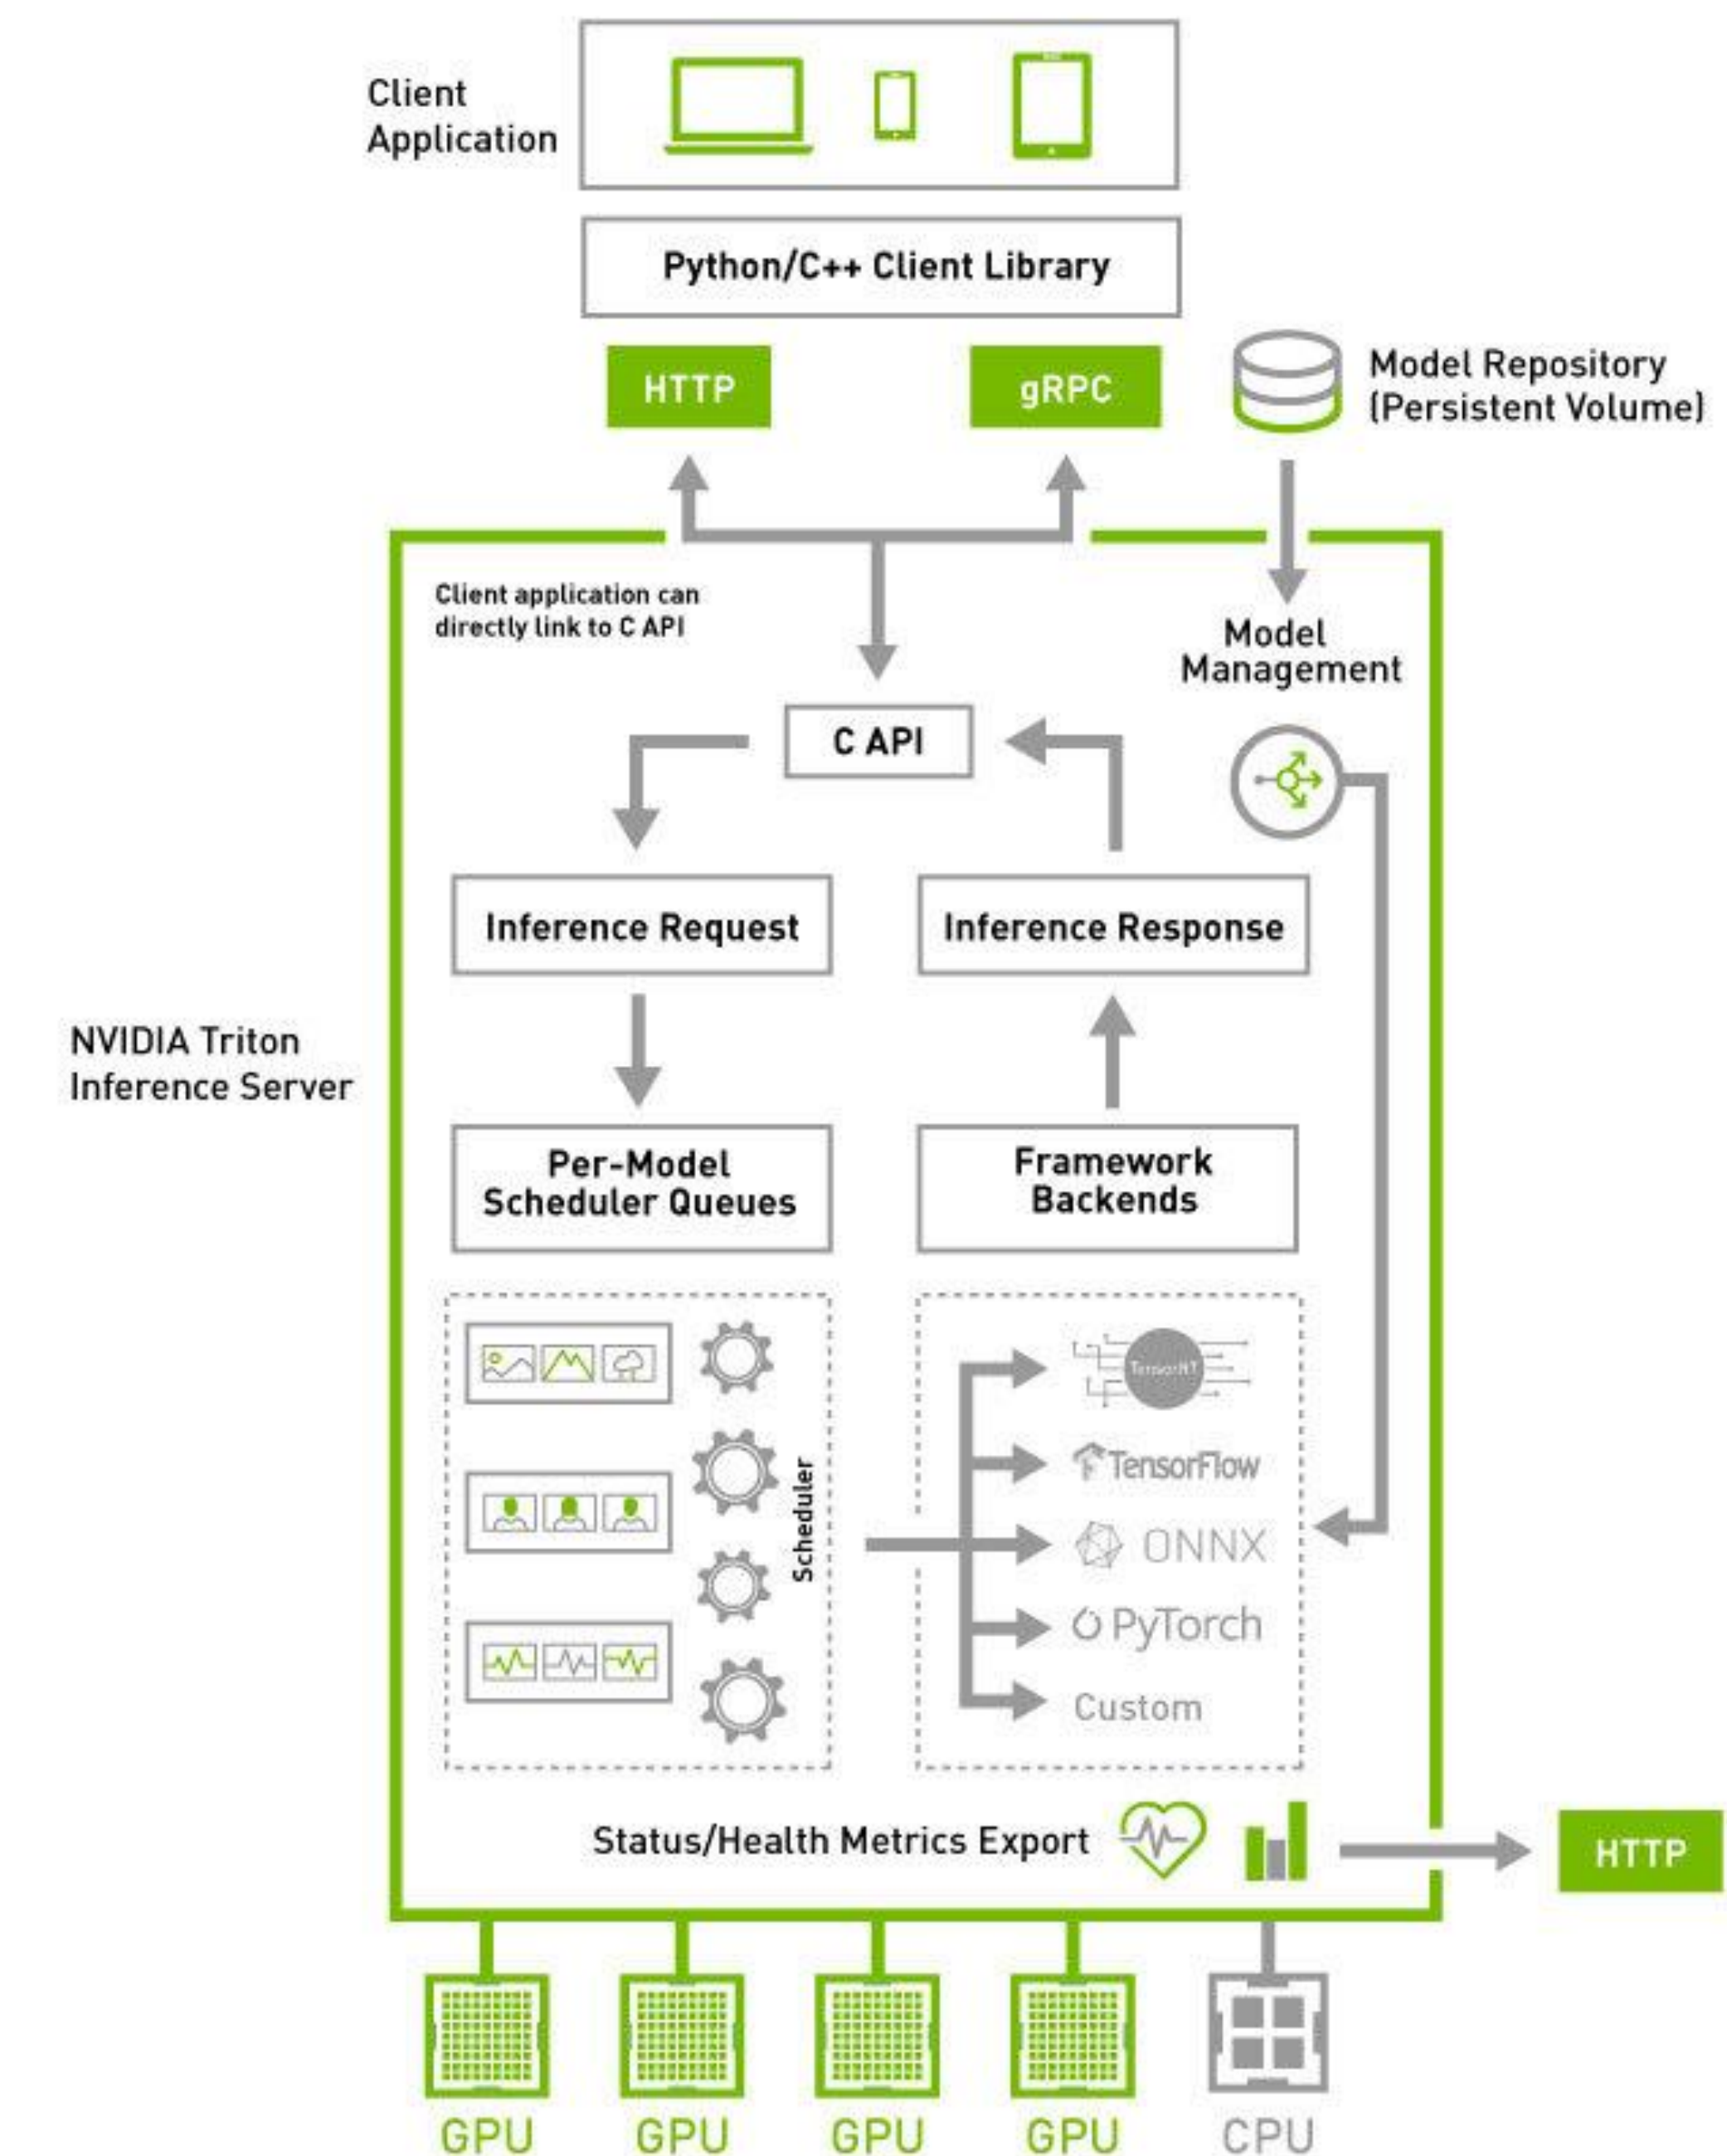 Client
Application
Python/C++ Client Library
HTTP
gRPC
Model Repository
(Persistent Volume)
Client application can
directly link to C API
Model
Management
C API
Inference Request
Inference Response
NVIDIA Triton
Inference Server
Per-Model
Scheduler Queues
Framework
Backends
Scheduler
TensorRT
TensorFlow
ONNX
PyTorch
Custom
Status/Health Metrics Export
HTTP
GPU
GPU
GPU
GPU
CPU